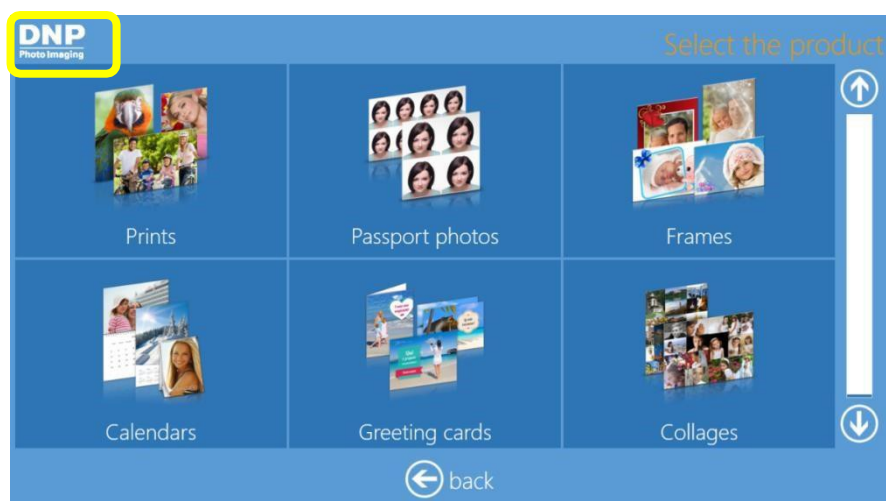 DNP
Photo Imaging
Select the product
Prints
Passport photos
Frames
Calendars
Greeting cards
Collages
back